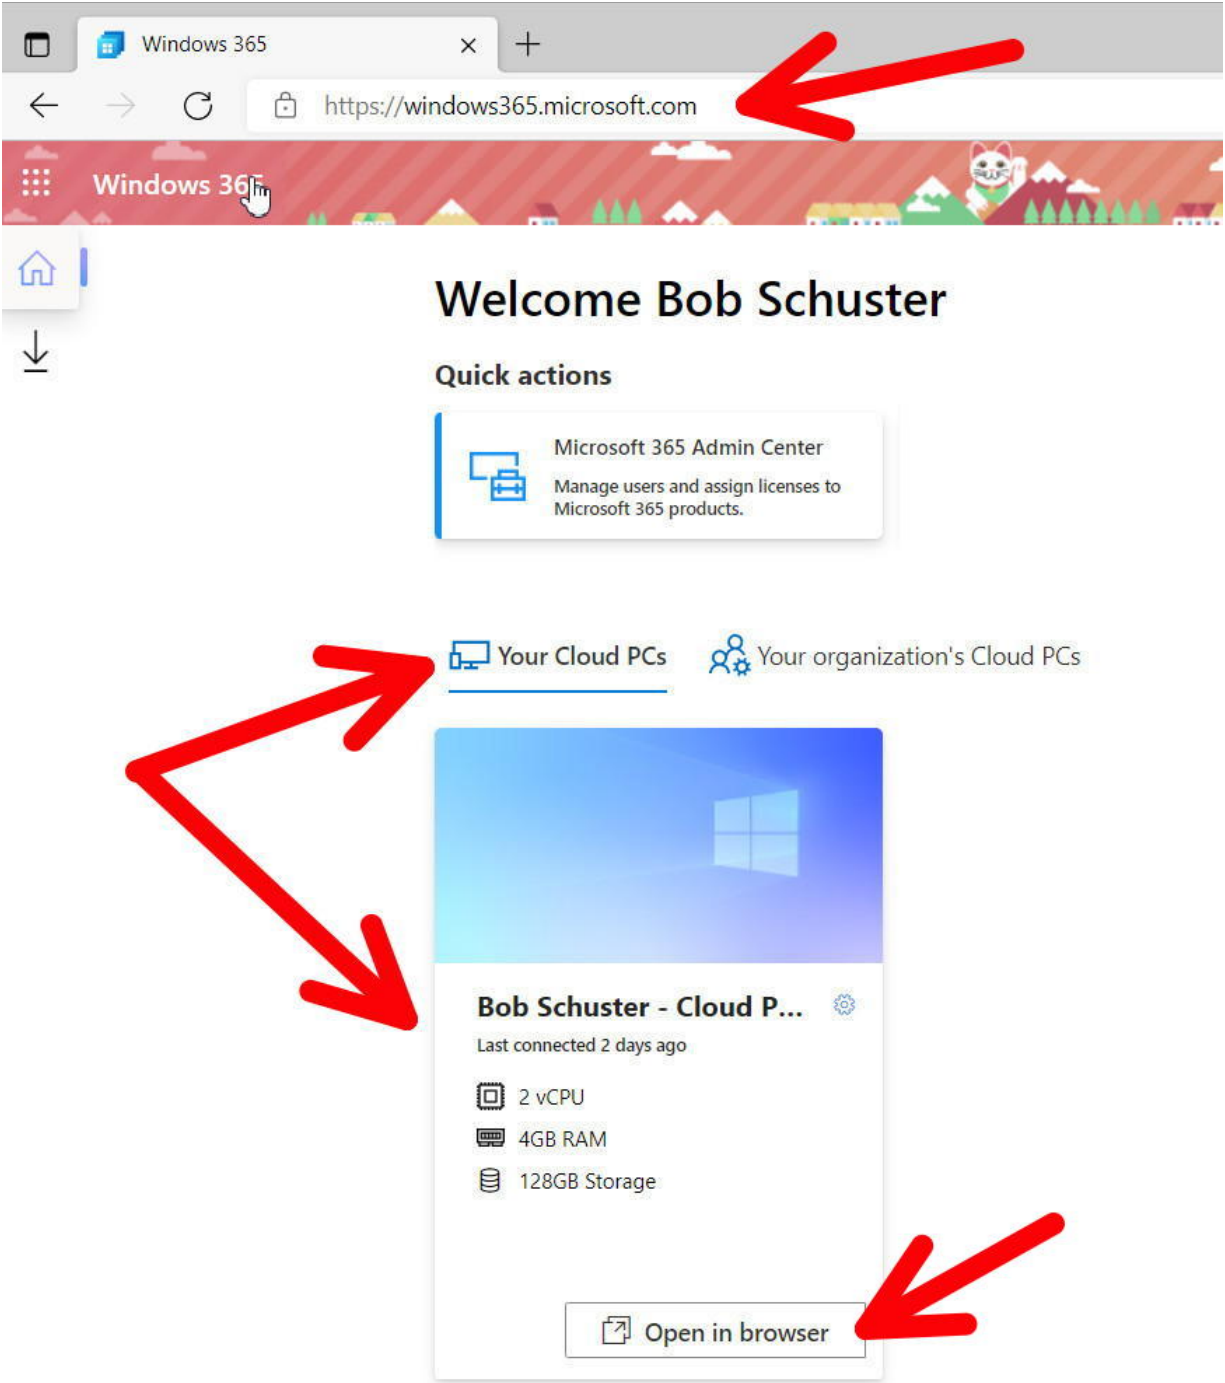 Windows 365
https://windows365.microsoft.com
Windows 365
Welcome Bob Schuster
Quick actions
Microsoft 365 Admin Center
Manage users and assign licenses to
Microsoft 365 products.
Your Cloud PCs
Your organization's Cloud PCs
Bob Schuster - Cloud P...
Last connected 2 days ago
2 vCPU
4GB RAM
128GB Storage
Open in browser